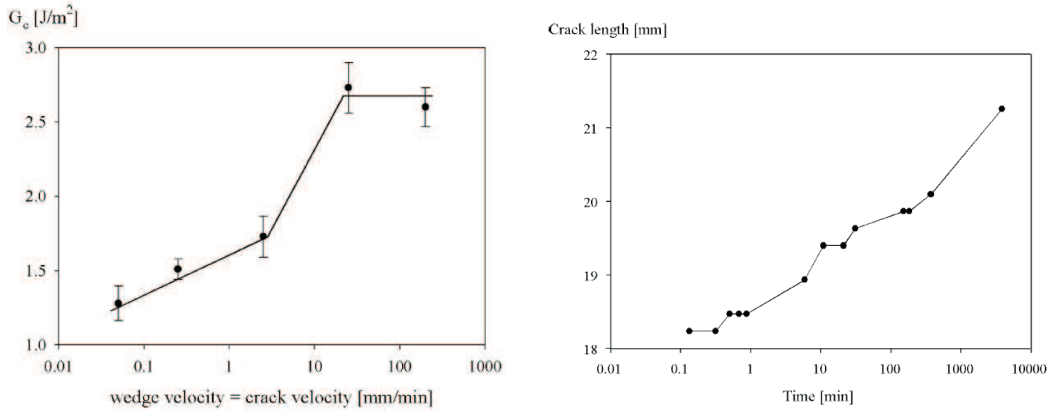 G_c [J/m²]
3.0
2.5
2.0
1.5
1.0
0.01 0.1 1 10 100 1000
wedge velocity = crack velocity [mm/min]
Crack length [mm]
22
21
20
19
18
0.01 0.1 1 10 100 1000 10000
Time [min]